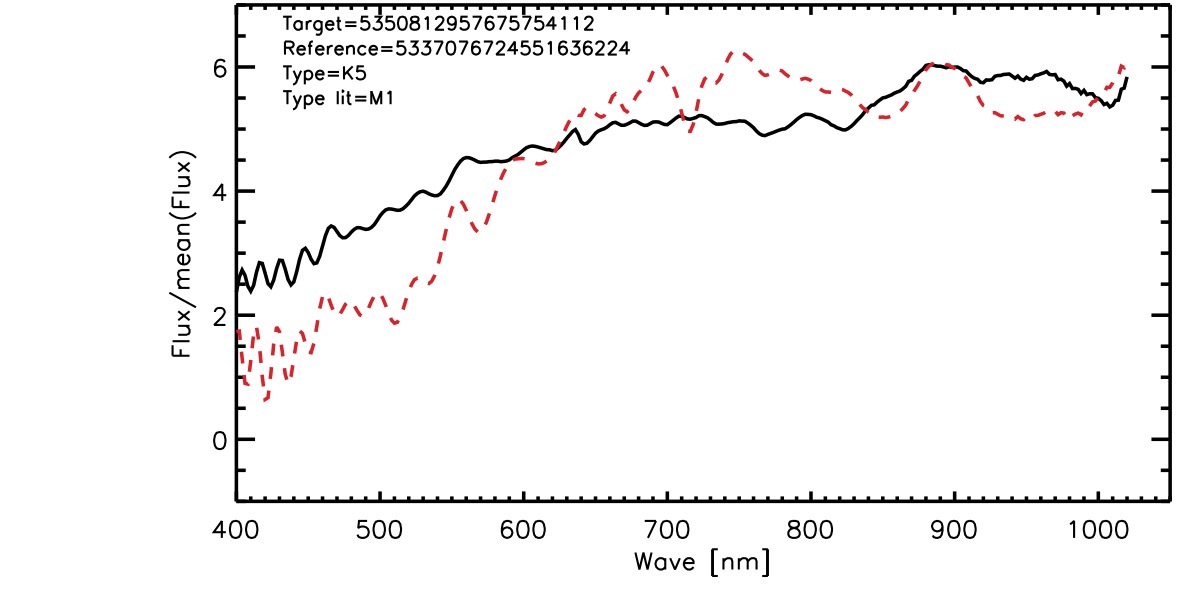 Target=5350812957675754112
Reference=5337076724551636224
Type=K5
Type lit=M1
6
4
2
0
Flux/mean(Flux)
400 500 600 700 800 900 1000
Wave [nm]